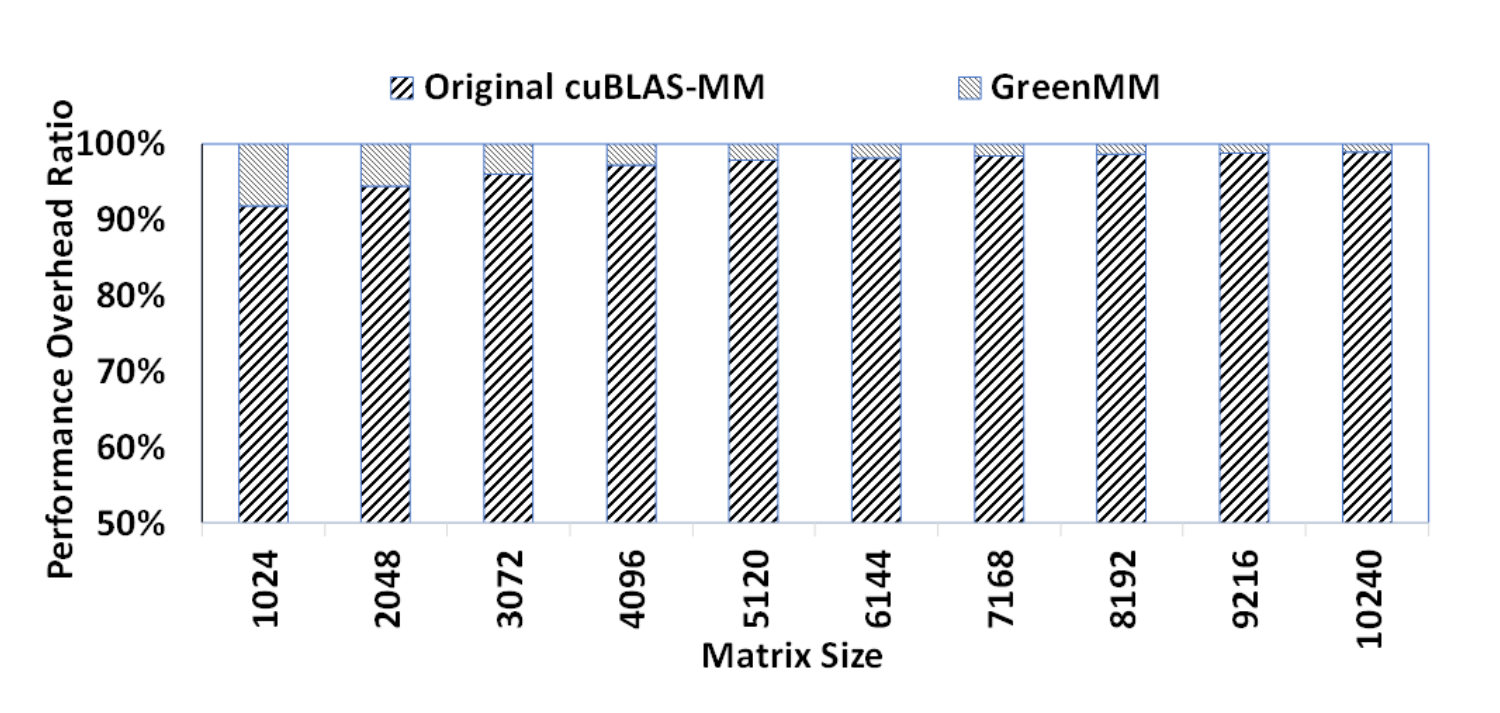 Original cuBLAS-MM GreenMM
Performance Overhead Ratio
100%
90%
80%
70%
60%
50%
1024 2048 3072 4096 5120 6144 7168 8192 9216 10240
Matrix Size